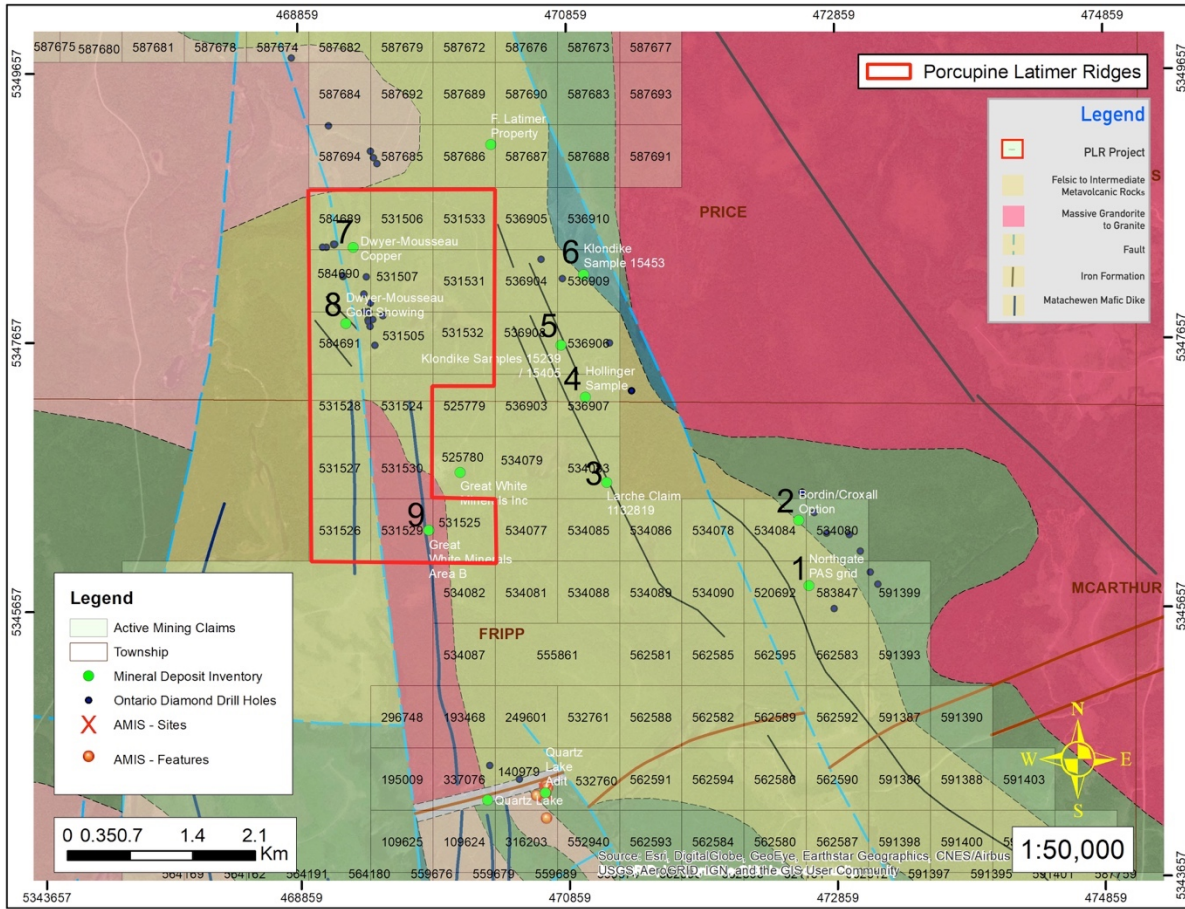 468859 470859 472859 474859
587675 587680 587681 587678 587674 587682 587679 587672 587676 587673 587677
5349657 5349657
Porcupine Latimer Ridges
587684 587692 587689 587690 587683 587693
Legend
PLR Project
Felsic to Intermediate
Metavolcanic Rocks
Massive Grandorite
to Granite
Fault
Iron Formation
Matachewen Mafic Dike
F. Latimer
Property
587694 587685 587686 587687 587688 587691
S
PRICE
584689 531506 531533 536905 536910
7
Dwyer-Mousseau
Copper
6
Klondike
Sample 15453
584690 531507 531531 536904 536909
8
Dwyer-Mousseau
Gold Showing
5347657 5347657
584691 531505 531532 536908 5 536906
Klondike Samples 15239
/ 15405
4
Hollinger
Sample
531528 531524 525779 536903 536907
531527 531530 525780 534079
3
Great White
Minerals Inc
Larche Claim
1132819
2
Bordin/Croxall
Option
531526 531529 531525 534077 534085 534086 534078 534084 534080
9
Great
White Minerals
Area B
1
Northgate
PAS grid
534082 534081 534088 534089 534090 520692 583847 591399
5345657 5345657
MCARTHUR
FRIPP
534087 555861 562581 562585 562595 562583 591393
Legend
Active Mining Claims
Township
Mineral Deposit Inventory
Ontario Diamond Drill Holes
AMIS - Sites
AMIS - Features
296748 193468 249601 532761 562588 562582 562589 562592 591387 591390
N
W E
S
Quartz
Lake
Adit
195009 337076 140979 532760 562591 562594 562586 562590 591386 591388 591403
Quartz Lake
0 0.35 0.7 1.4 2.1
Km
109625 109624 316203 552940 562593 562584 562580 562587 591398 591400
1:50,000
Source: Esri, DigitalGlobe, GeoEye, Earthstar Geographics, CNES/Airbus
USGS, AeroGRID, IGN, and the GIS User Community
564169 564162 564191 564180 559676 559679 559689 591397 591395 591401 587759
5343657 5343657
468859 470859 472859 474859